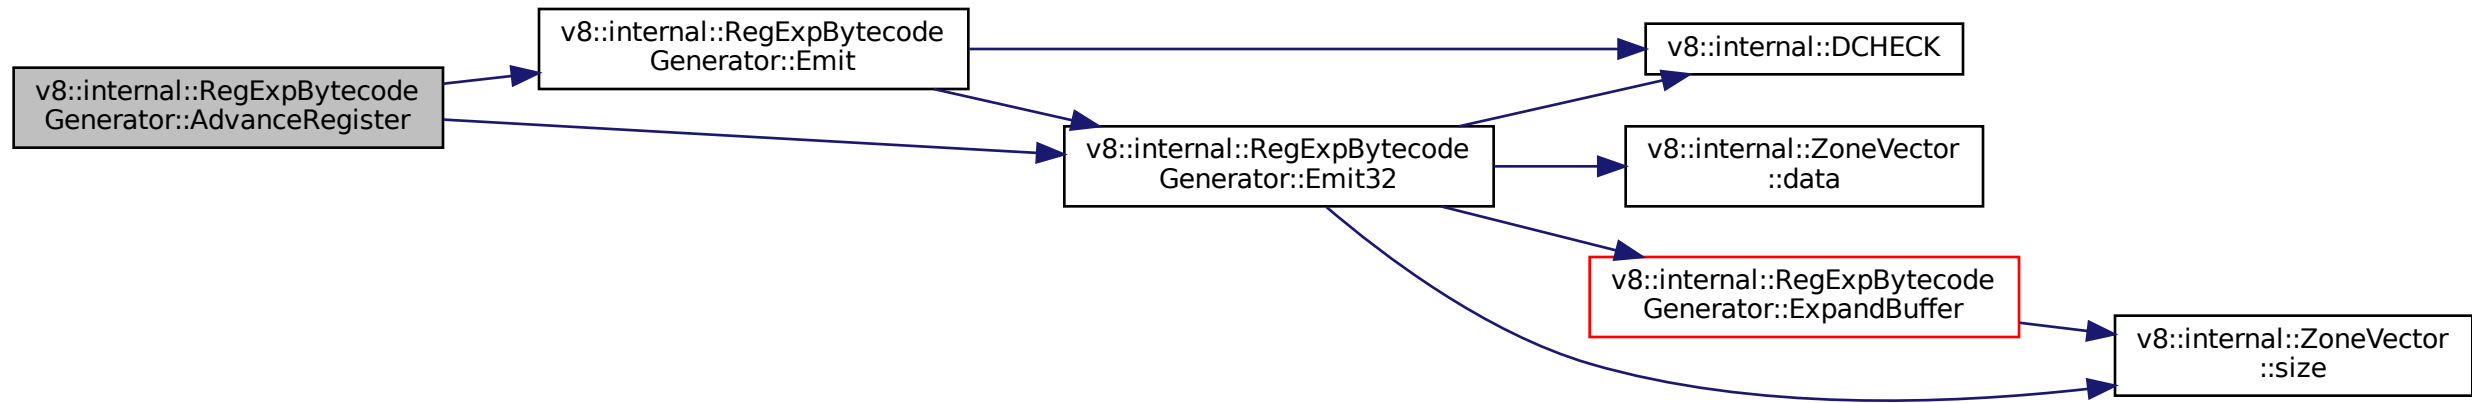 v8::internal::RegExpBytecode
Generator::AdvanceRegister
v8::internal::RegExpBytecode
Generator::Emit
v8::internal::RegExpBytecode
Generator::Emit32
v8::internal::DCHECK
v8::internal::ZoneVector
::data
v8::internal::RegExpBytecode
Generator::ExpandBuffer
v8::internal::ZoneVector
::size